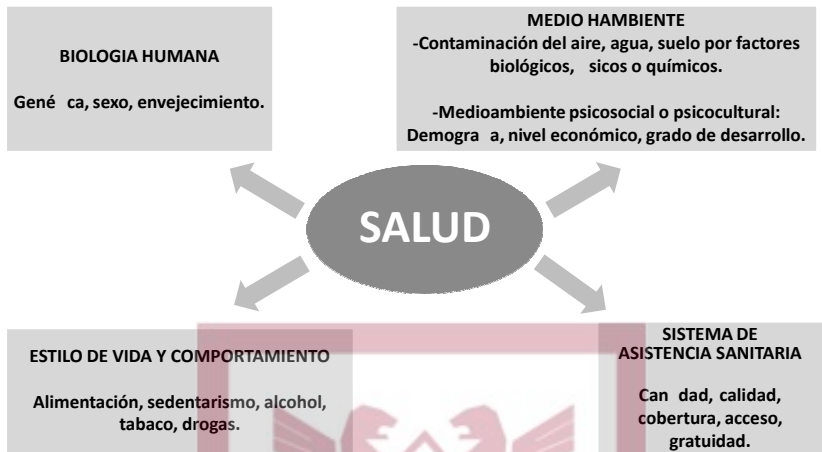 BIOLOGIA HUMANA
Gené ca, sexo, envejecimiento.
MEDIO HAMBIENTE
-Contaminación del aire, agua, suelo por factores
biológicos, sicos o químicos.
-Medioambiente psicosocial o psicocultural:
Demogra a, nivel económico, grado de desarrollo.
SALUD
ESTILO DE VIDA Y COMPORTAMIENTO
Alimentación, sedentarismo, alcohol,
tabaco, drogas.
SISTEMA DE
ASISTENCIA SANITARIA
Can dad, calidad,
cobertura, acceso,
gratuidad.